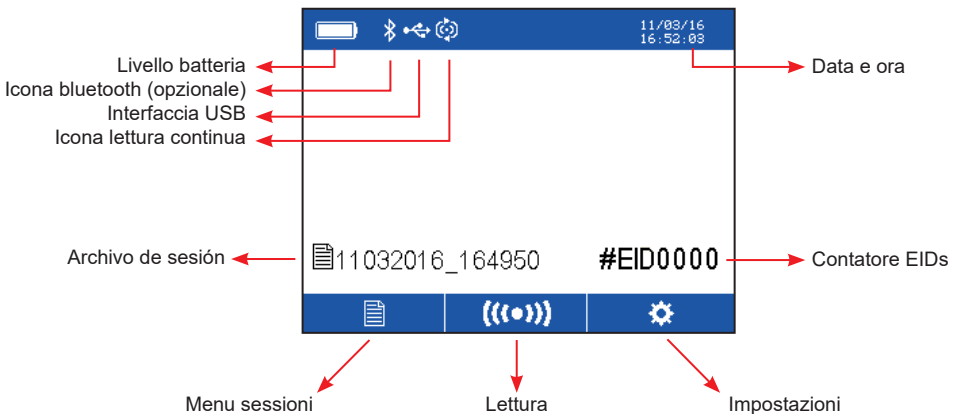 11/03/16
16:52:03
Livello batteria
Data e ora
Icona bluetooth (opzionale)
Interfaccia USB
Icona lettura continua
Archivo de sesión
11032016_164950
#EID0000
Contatore EIDs
Menu sessioni
Lettura
Impostazioni